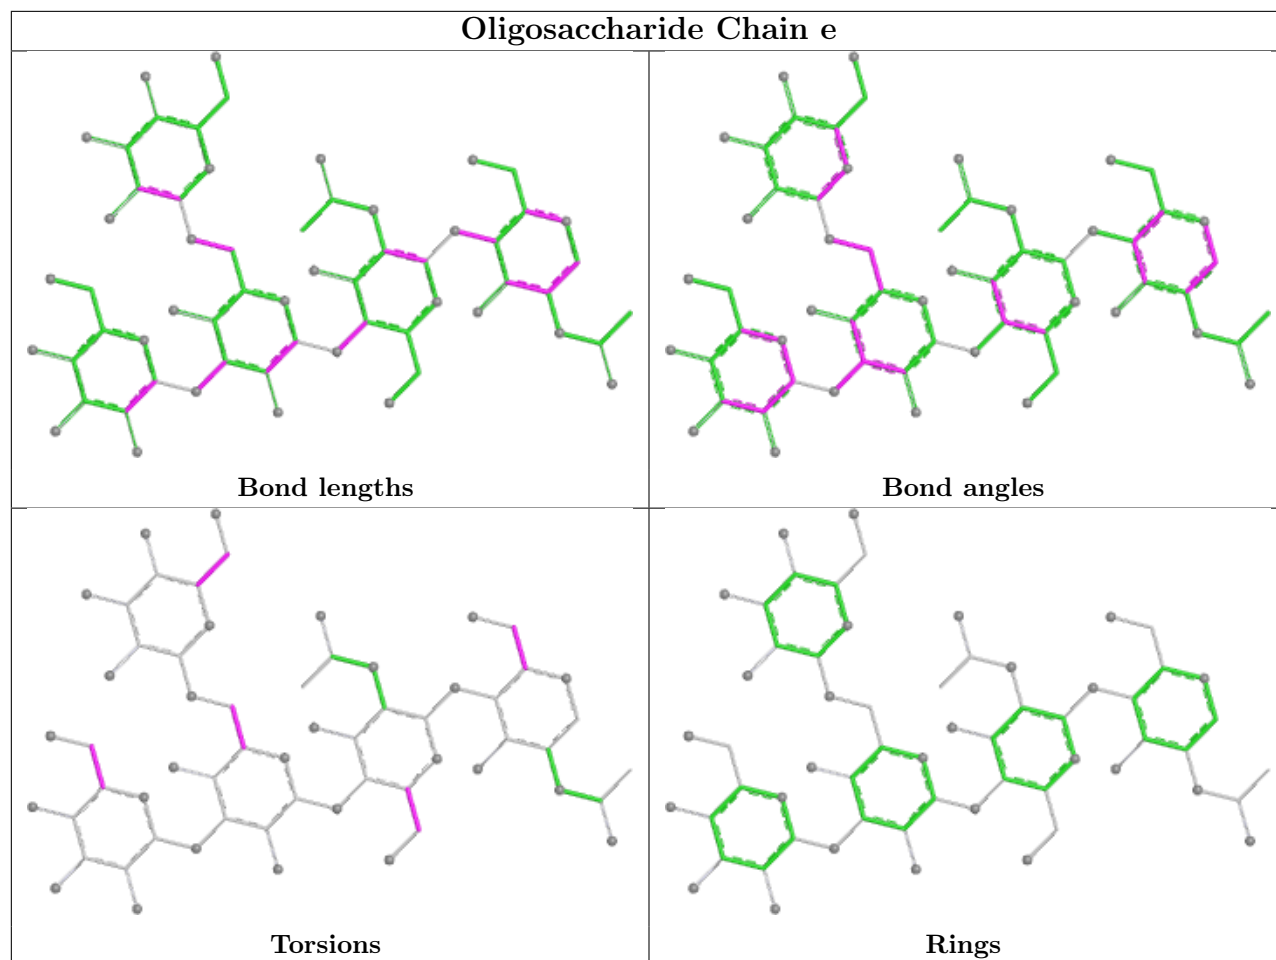 Oligosaccharide Chain e
Bond lengths
Bond angles
Torsions
Rings